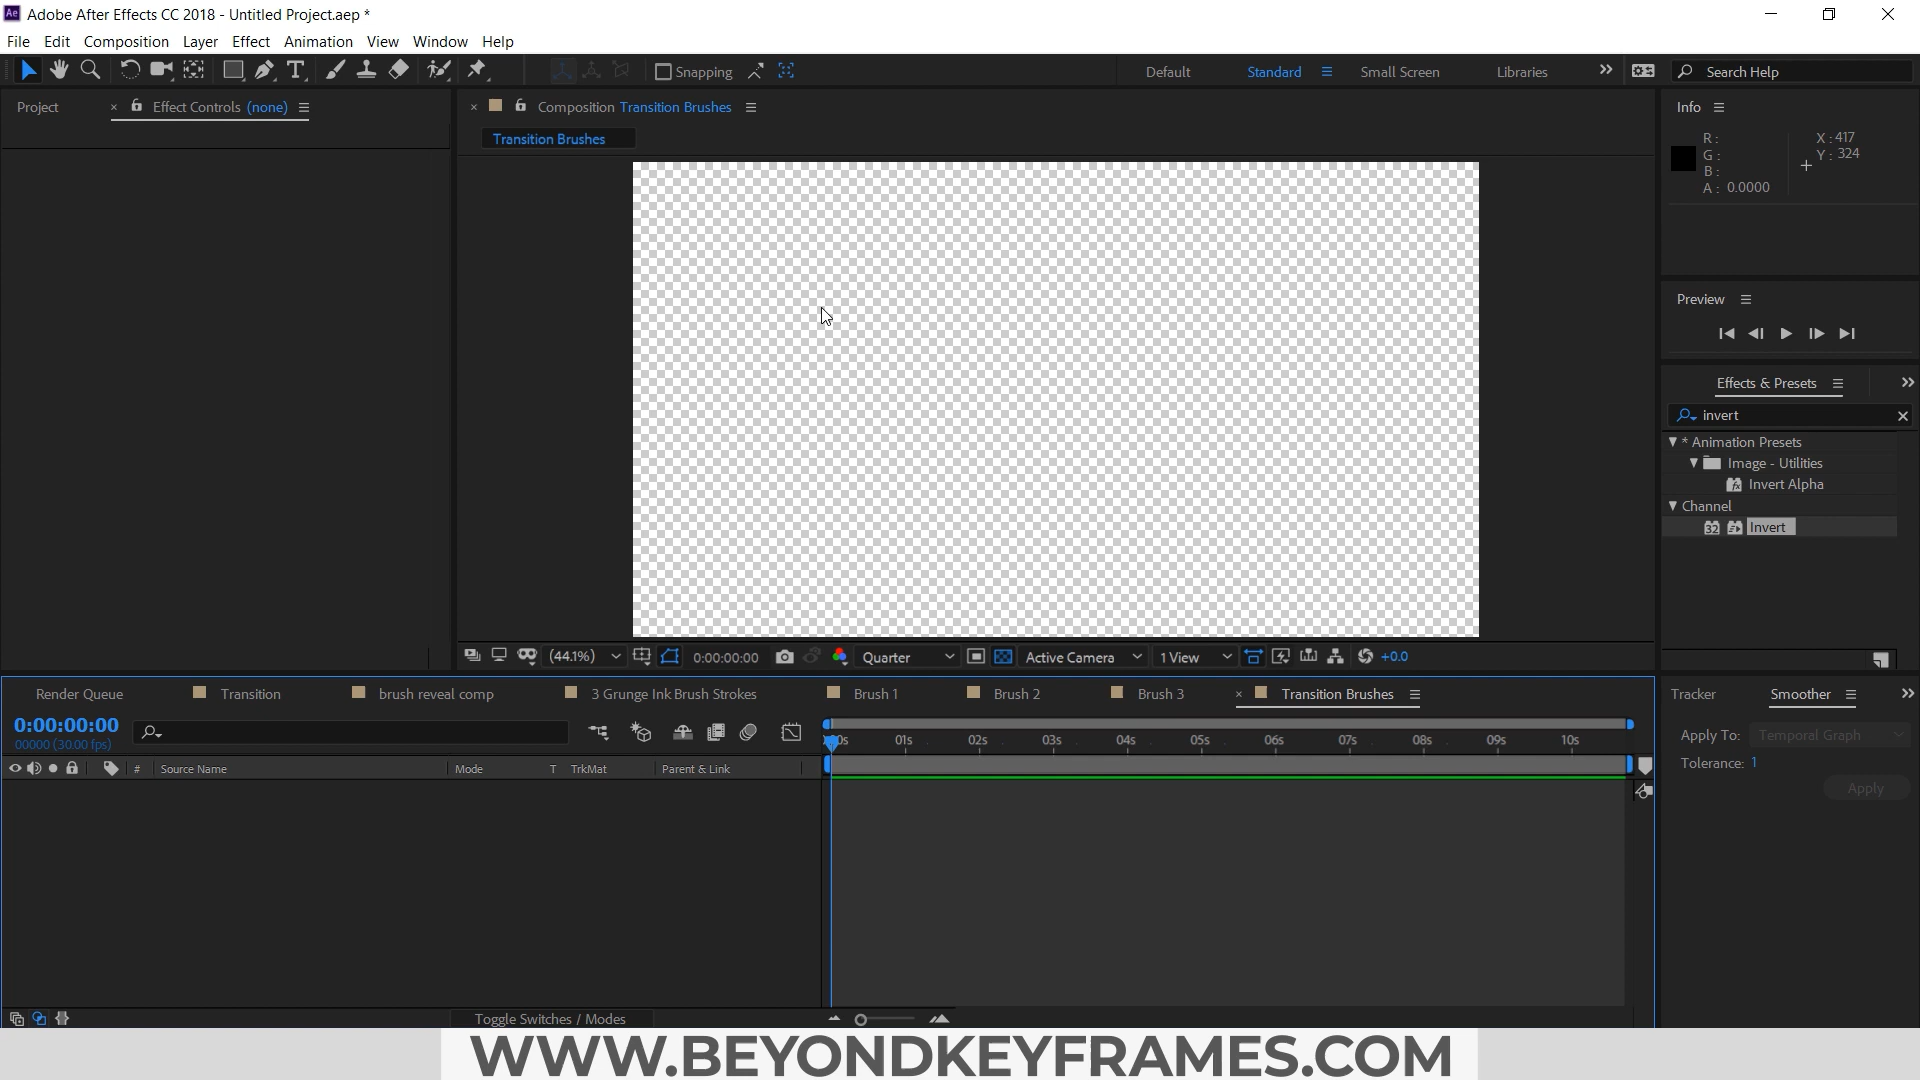 Adobe After Effects CC 2018 - Untitled Project.aep *
File Edit Composition Layer Effect Animation View Window Help
Snapping
Default Standard Small Screen Libraries Search Help
Project × Effect Controls (none)
× Composition Transition Brushes
Transition Brushes
Info
R :
G :
B :
A : 0.0000
X : 417
Y : 324
Preview
Effects & Presets
invert
* Animation Presets
Image - Utilities
Invert Alpha
Channel
32 Invert
(44.1%) 0:00:00:00 Quarter Active Camera 1 View +0.0
Render Queue Transition brush reveal comp 3 Grunge Ink Brush Strokes Brush 1 Brush 2 Brush 3 × Transition Brushes
0:00:00:00
00000 (30.00 fps)
# Source Name Mode T TrkMat Parent & Link
01s 02s 03s 04s 05s 06s 07s 08s 09s 10s
Tracker Smoother
Apply To: Temporal Graph
Tolerance: 1
Apply
Toggle Switches / Modes
WWW.BEYONDKEYFRAMES.COM